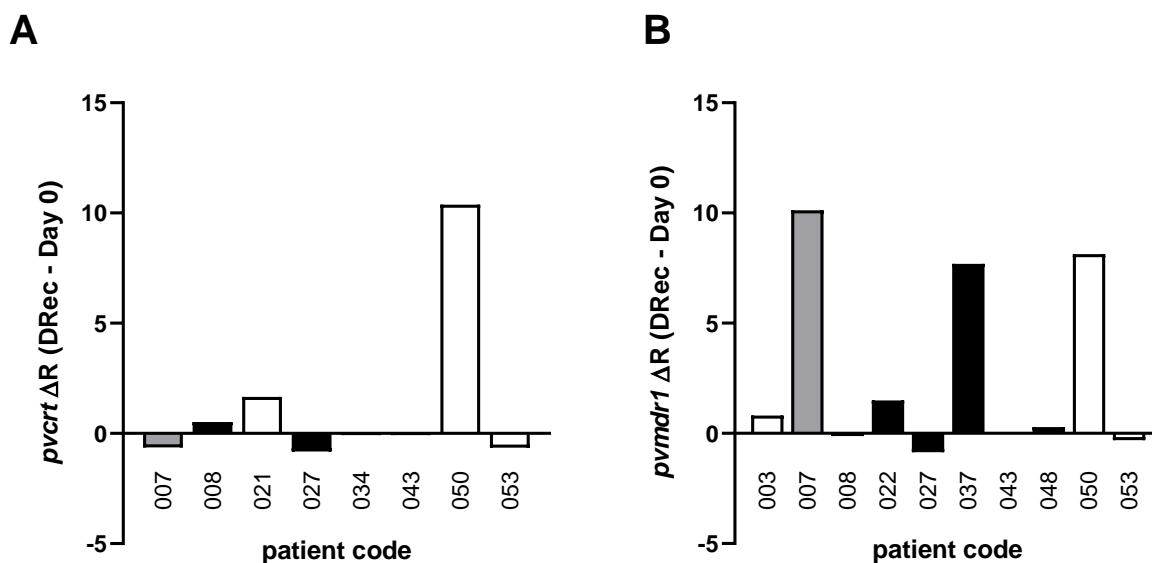 A
pvcrt ΔR (DRec - Day 0)
15
10
5
0
-5
007 008 021 027 034 043 050 053
patient code
B
pvmdr1 ΔR (DRec - Day 0)
15
10
5
0
-5
003 007 008 022 027 037 043 048 050 053
patient code